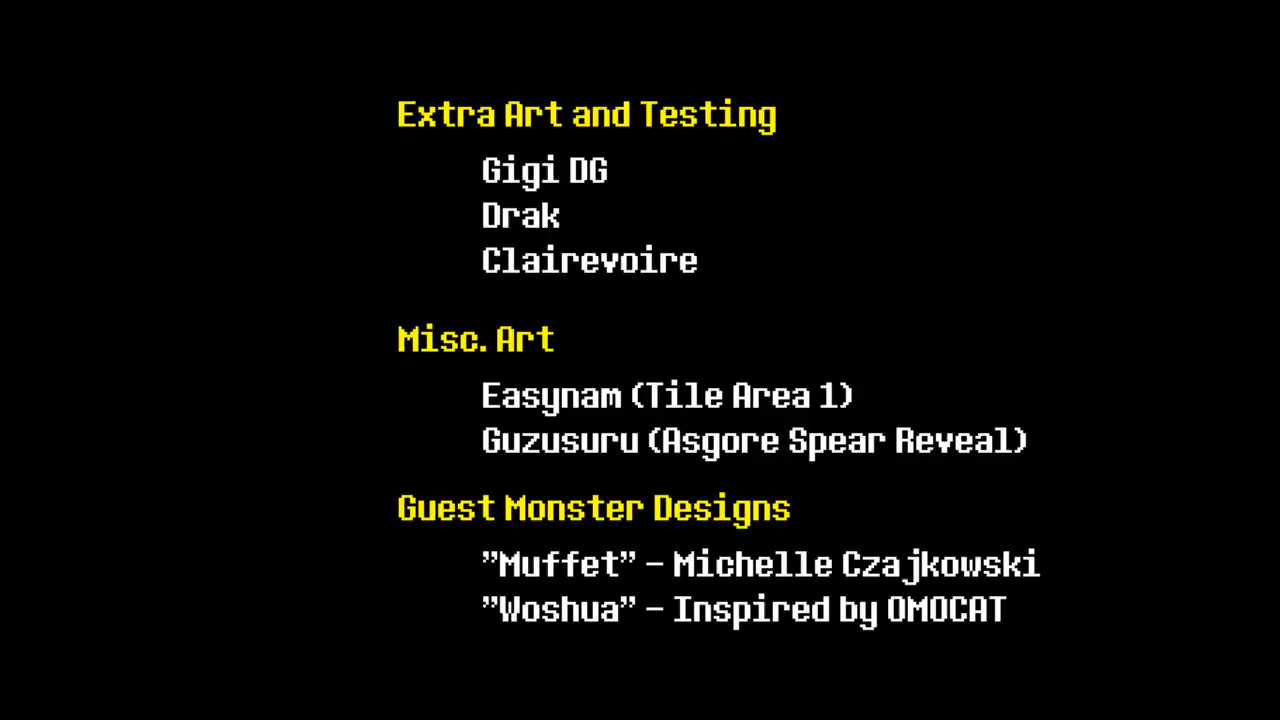 Extra Art and Testing
Gigi DG
Drak
Clairevoire
Misc. Art
Easynam (Tile Area 1)
Guzusuru (Asgore Spear Reveal)
Guest Monster Designs
”Muffet” - Michelle Czajkowski
”Woshua” - Inspired by OMOCAT